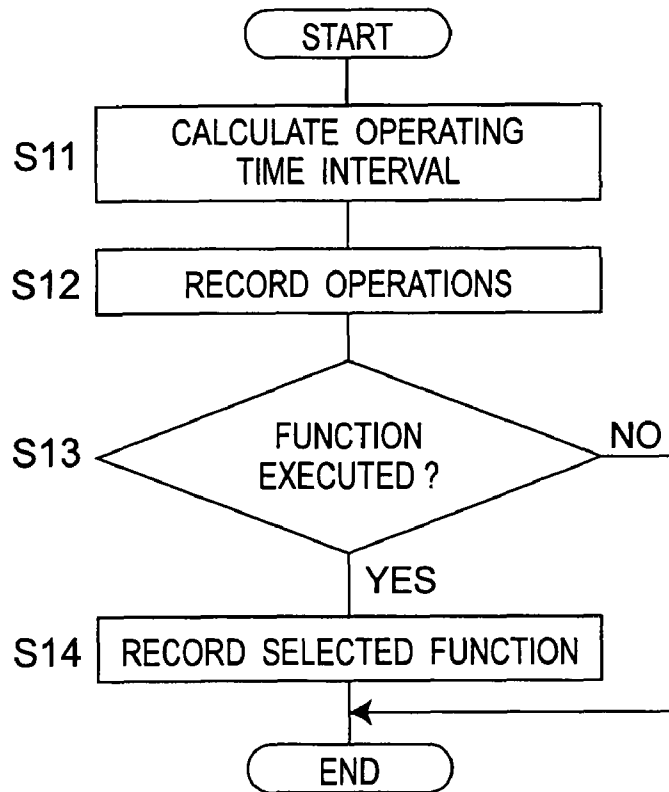 START
S11
CALCULATE OPERATING
TIME INTERVAL
S12
RECORD OPERATIONS
S13
FUNCTION
EXECUTED ?
NO
YES
S14
RECORD SELECTED FUNCTION
END